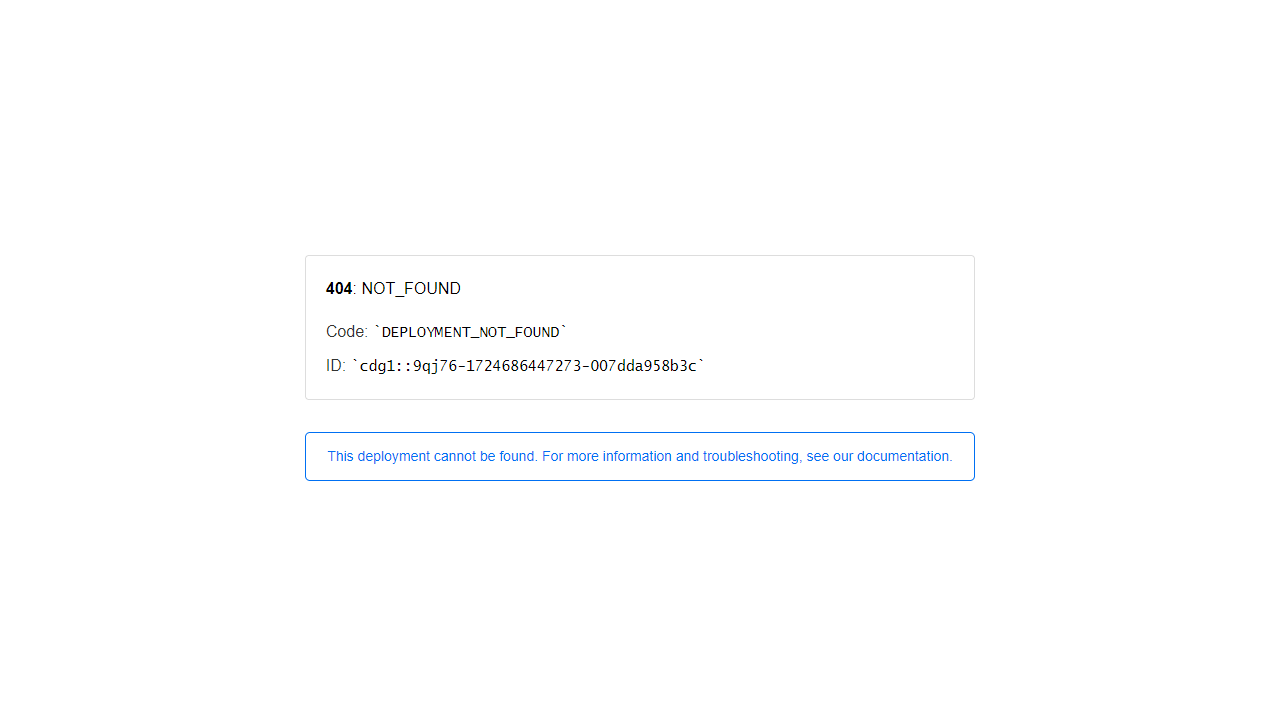 404: NOT_FOUND
Code: `DEPLOYMENT_NOT_FOUND`
ID: `cdg1::9qj76-1724686447273-007dda958b3c`
This deployment cannot be found. For more information and troubleshooting, see our documentation.